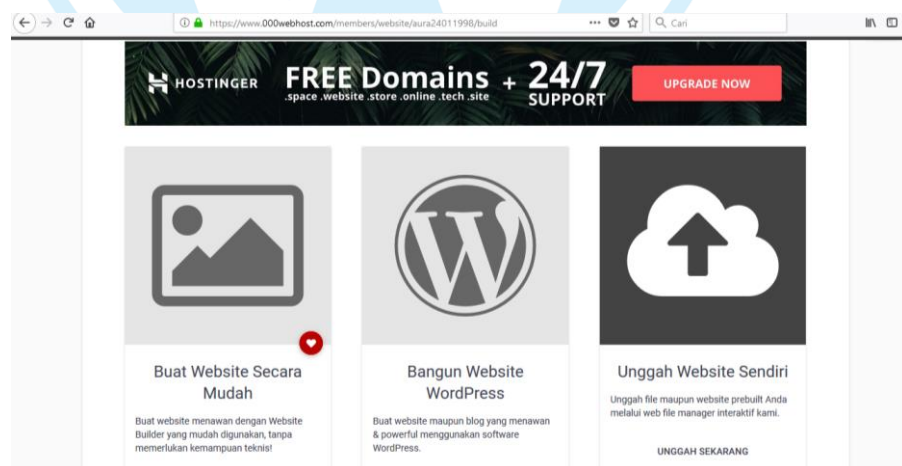 https://www.000webhost.com/members/website/aura24011998/build
Cari
HOSTINGER
FREE Domains + 24/7
.space .website .store .online .tech .site
SUPPORT
UPGRADE NOW
Buat Website Secara
Mudah
Buat website menawan dengan Website
Builder yang mudah digunakan, tanpa
memerlukan kemampuan teknis!
Bangun Website
WordPress
Buat website maupun blog yang menawan
& powerful menggunakan software
WordPress.
Unggah Website Sendiri
Unggah file maupun website prebuilt Anda
melalui web file manager interaktif kami.
UNGGAH SEKARANG